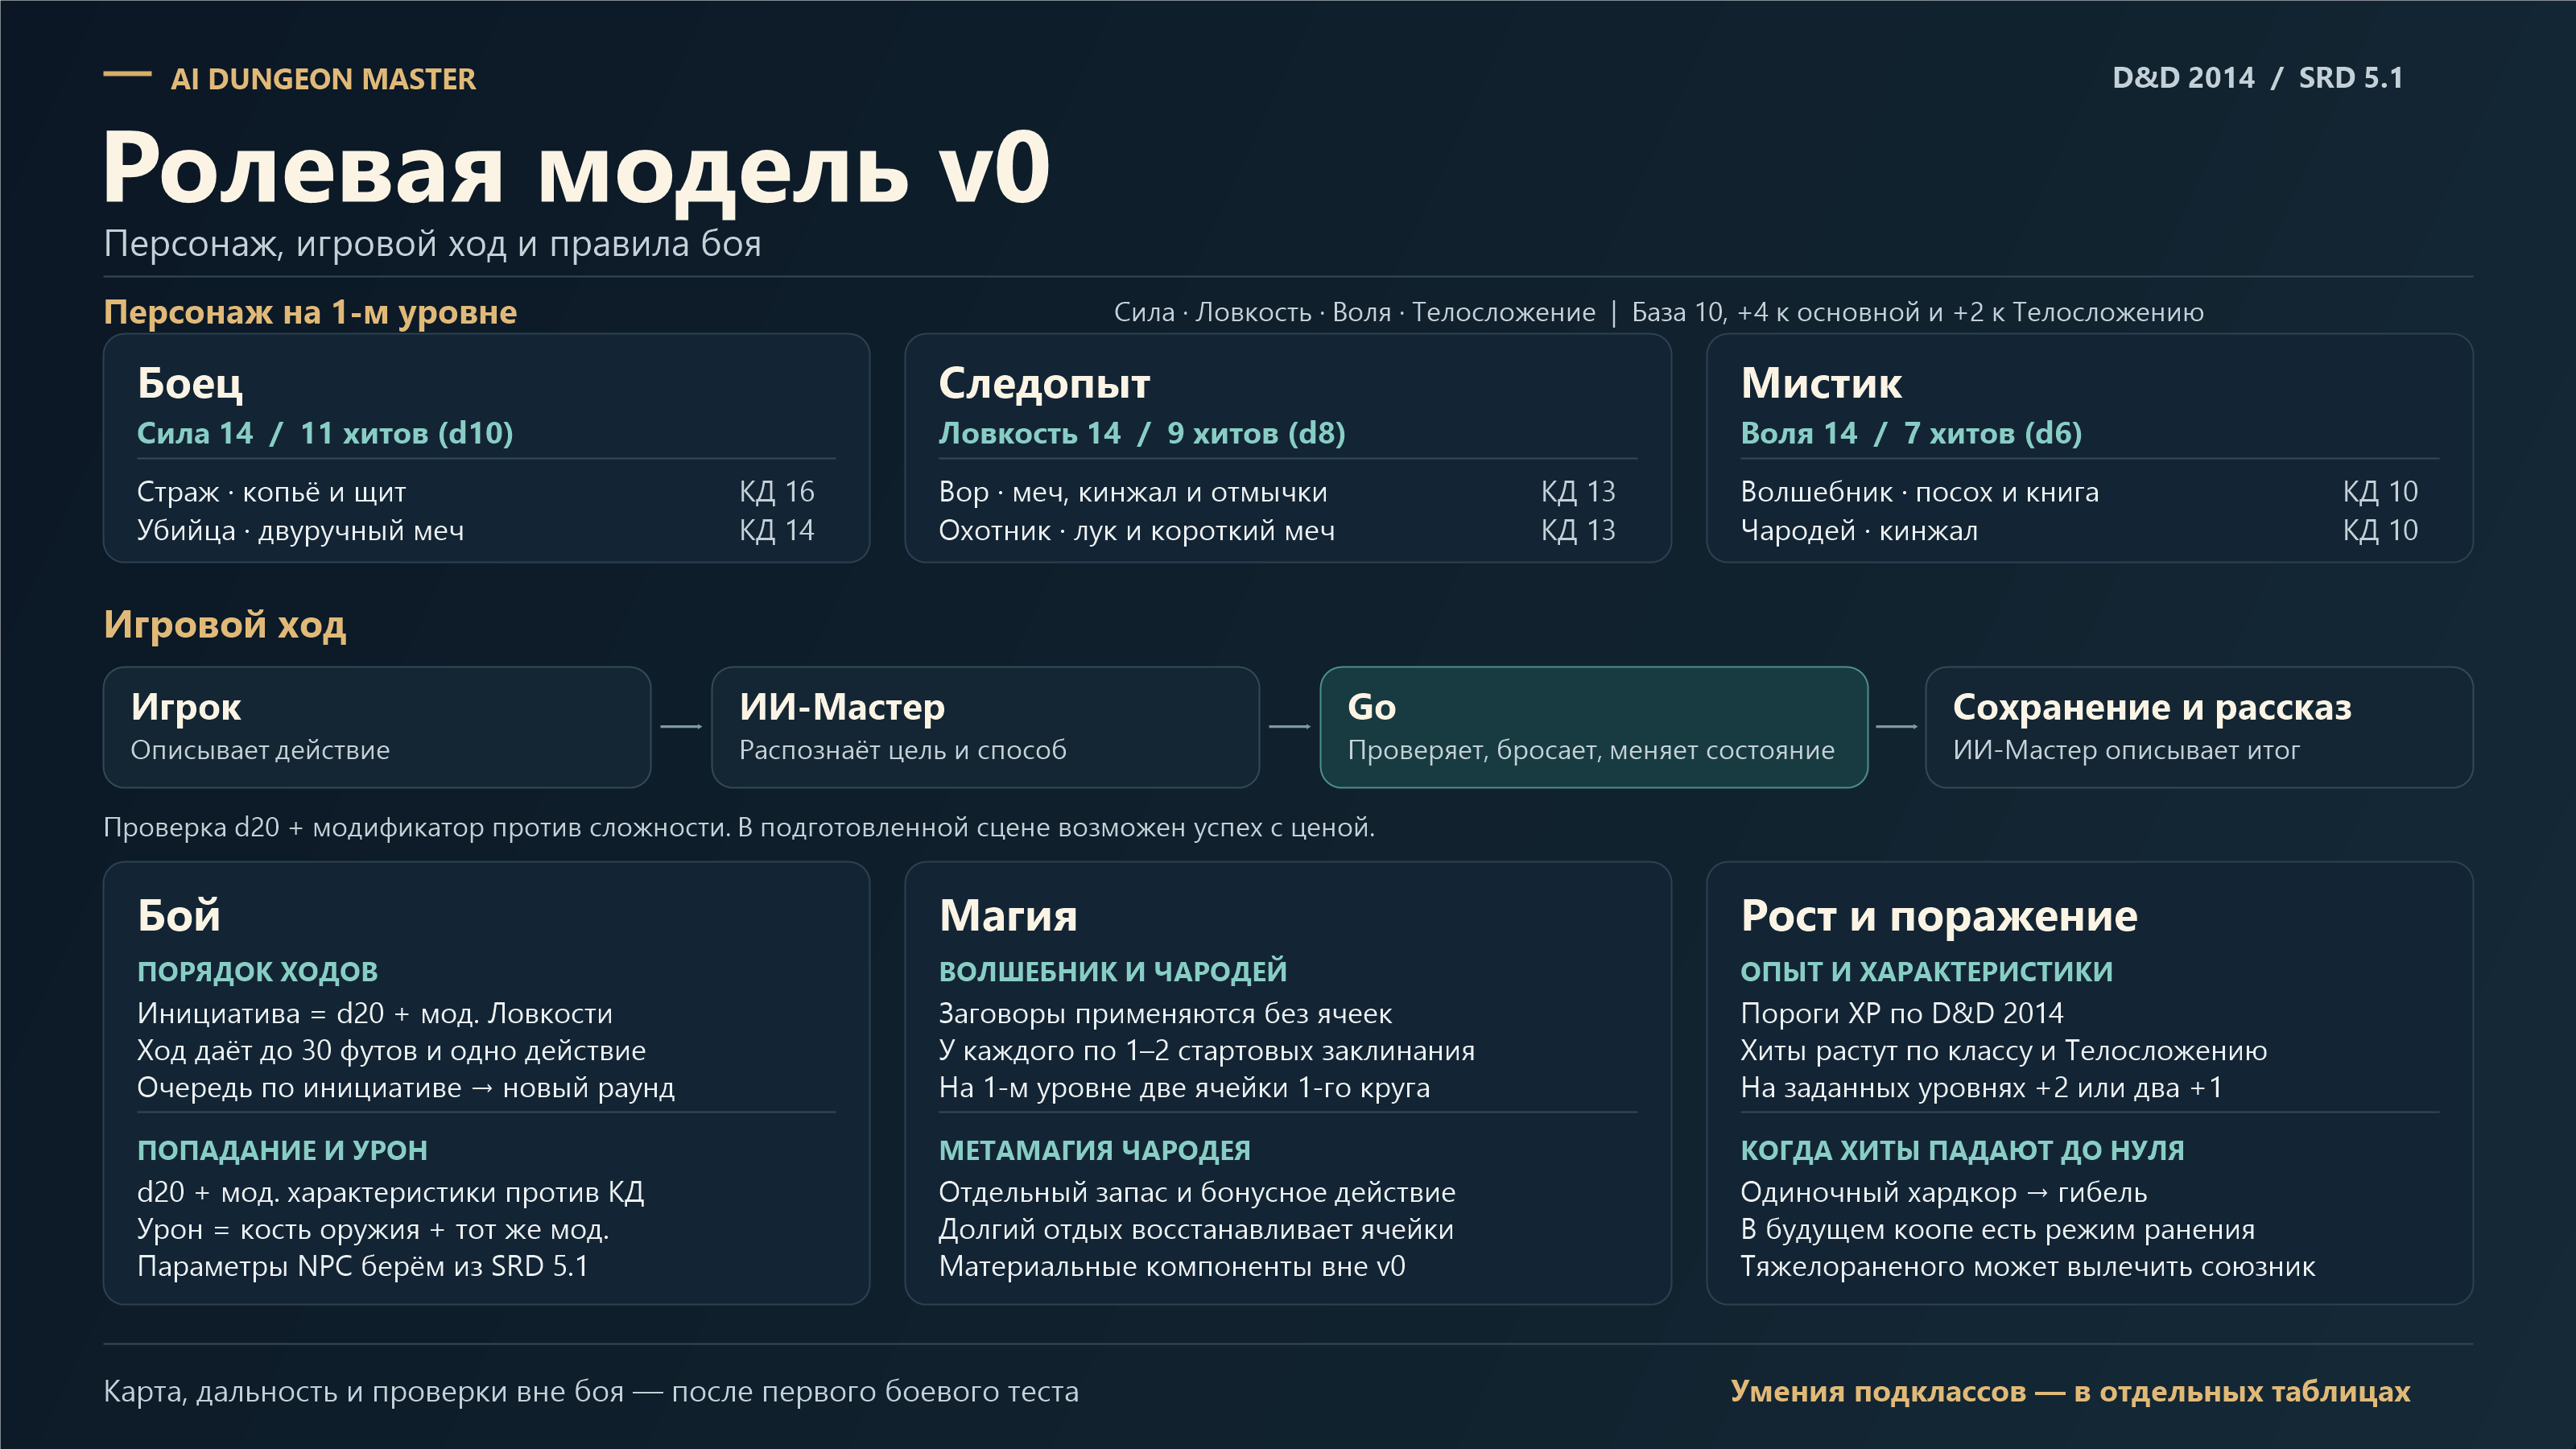 AI DUNGEON MASTER
D&D 2014 / SRD 5.1
Ролевая модель v0
Персонаж, игровой ход и правила боя
Персонаж на 1-м уровне
Сила · Ловкость · Воля · Телосложение | База 10, +4 к основной и +2 к Телосложению
Боец
Сила 14 / 11 хитов (d10)
Страж · копьё и щит КД 16
Убийца · двуручный меч КД 14
Следопыт
Ловкость 14 / 9 хитов (d8)
Вор · меч, кинжал и отмычки КД 13
Охотник · лук и короткий меч КД 13
Мистик
Воля 14 / 7 хитов (d6)
Волшебник · посох и книга КД 10
Чародей · кинжал КД 10
Игровой ход
Игрок
Описывает действие
ИИ-Мастер
Распознаёт цель и способ
Go
Проверяет, бросает, меняет состояние
Сохранение и рассказ
ИИ-Мастер описывает итог
Проверка d20 + модификатор против сложности. В подготовленной сцене возможен успех с ценой.
Бой
ПОРЯДОК ХОДОВ
Инициатива = d20 + мод. Ловкости
Ход даёт до 30 футов и одно действие
Очередь по инициативе → новый раунд
ПОПАДАНИЕ И УРОН
d20 + мод. характеристики против КД
Урон = кость оружия + тот же мод.
Параметры NPC берём из SRD 5.1
Магия
ВОЛШЕБНИК И ЧАРОДЕЙ
Заговоры применяются без ячеек
У каждого по 1–2 стартовых заклинания
На 1-м уровне две ячейки 1-го круга
МЕТАМАГИЯ ЧАРОДЕЯ
Отдельный запас и бонусное действие
Долгий отдых восстанавливает ячейки
Материальные компоненты вне v0
Рост и поражение
ОПЫТ И ХАРАКТЕРИСТИКИ
Пороги XP по D&D 2014
Хиты растут по классу и Телосложению
На заданных уровнях +2 или два +1
КОГДА ХИТЫ ПАДАЮТ ДО НУЛЯ
Одиночный хардкор → гибель
В будущем коопе есть режим ранения
Тяжелораненого может вылечить союзник
Карта, дальность и проверки вне боя — после первого боевого теста
Умения подклассов — в отдельных таблицах